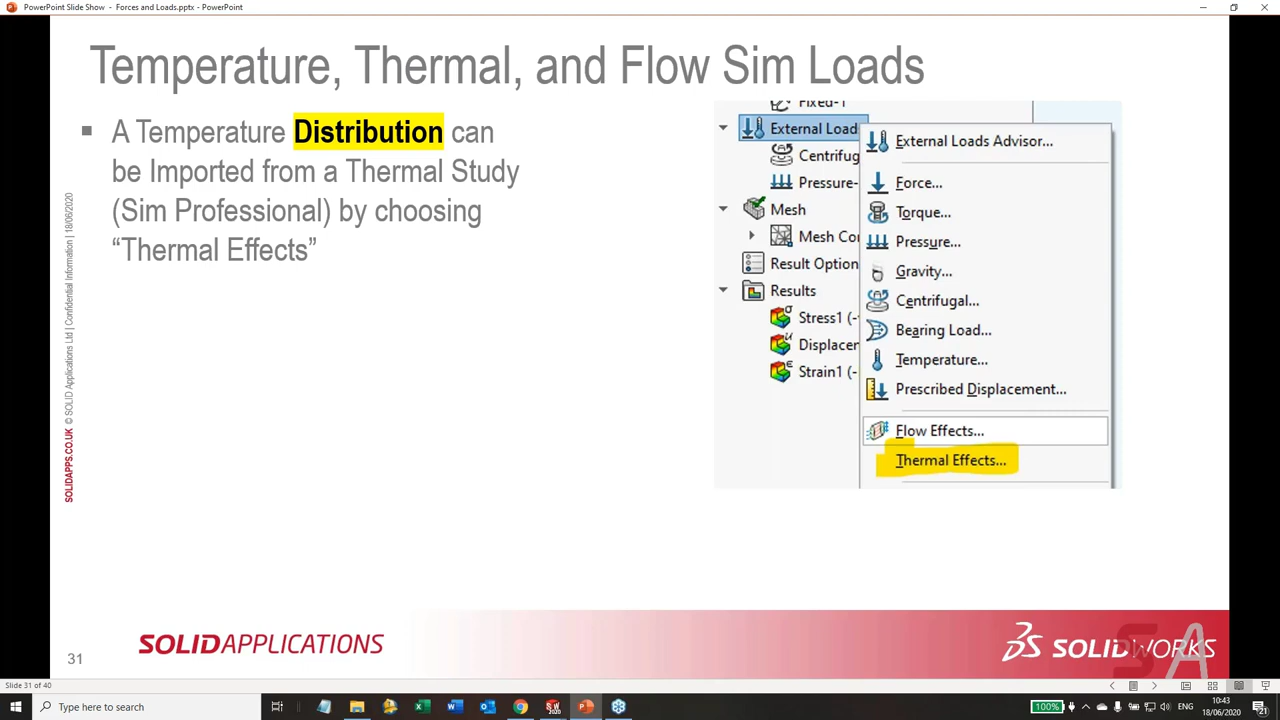 PowerPoint Slide Show - Forces and Loads.pptx - PowerPoint
Temperature, Thermal, and Flow Sim Loads
A Temperature Distribution can
be Imported from a Thermal Study
(Sim Professional) by choosing
“Thermal Effects”
SOLIDAPPS.CO.UK © SOLID Applications Ltd | Confidential Information | 18/06/2020
Fixed-1
External Load
Centrifug
Pressure-
Mesh
Mesh Co
Result Option
Results
Stress1 (-
Displace
Strain1 (-
External Loads Advisor...
Force...
Torque...
Pressure...
Gravity...
Centrifugal...
Bearing Load...
Temperature...
Prescribed Displacement...
Flow Effects...
Thermal Effects...
31
SOLIDAPPLICATIONS
SOLIDWORKS
SA
Slide 31 of 40
Type here to search
100%
ENG
10:43
18/06/2020